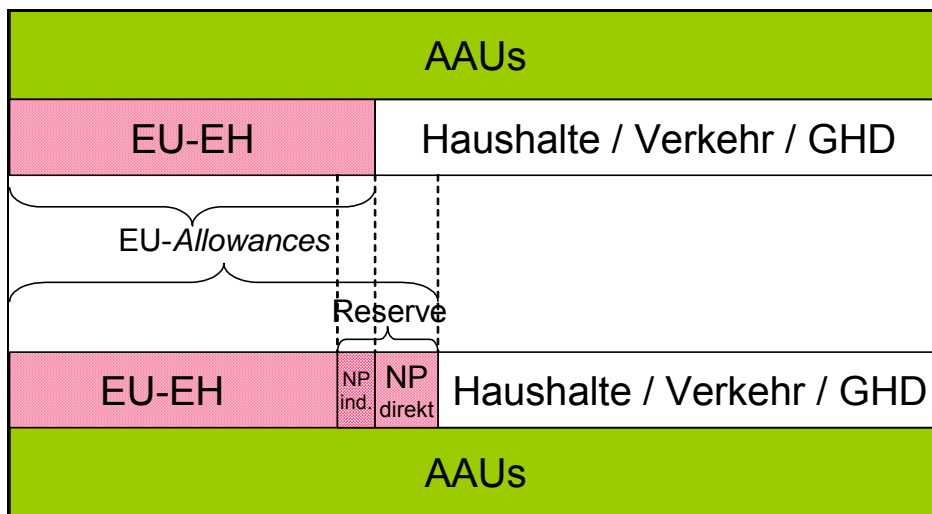 AAUs
EU-EH Haushalte / Verkehr / GHD
EU-Allowances
Reserve
EU-EH NP ind. NP direkt Haushalte / Verkehr / GHD
AAUs